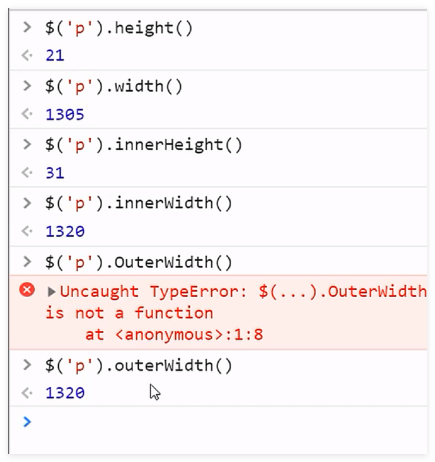 > $('p').height()
<· 21
> $('p').width()
<· 1305
> $('p').innerHeight()
<· 31
> $('p').innerWidth()
<· 1320
> $('p').OuterWidth()
▶Uncaught TypeError: $(...).OuterWidth
is not a function
at <anonymous>:1:8
> $('p').outerWidth()
<· 1320
>